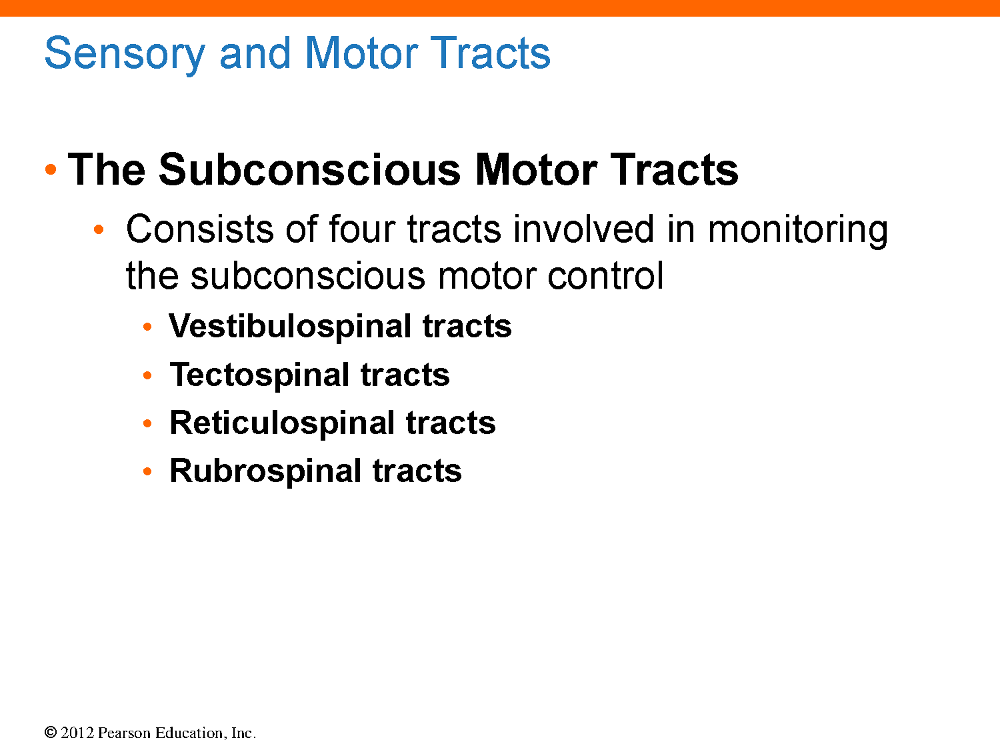 Sensory and Motor Tracts
• The Subconscious Motor Tracts
• Consists of four tracts involved in monitoring
the subconscious motor control
• Vestibulospinal tracts
• Tectospinal tracts
• Reticulospinal tracts
• Rubrospinal tracts
© 2012 Pearson Education, Inc.